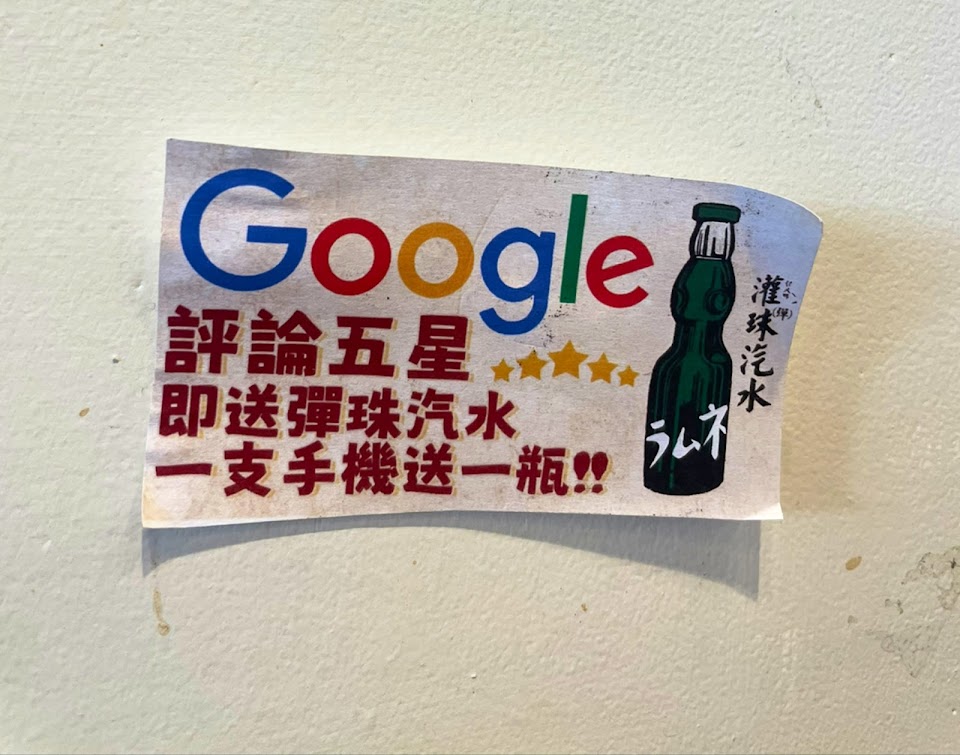 Google
評論五星
即送彈珠汽水
一支手機送一瓶!!
灌珠汽水
(彈)
ラムネ